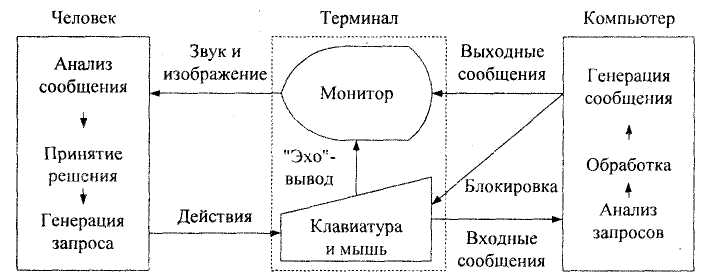 Человек
Терминал
Компьютер
Анализ
сообщения
Принятие
решения
Генерация
запроса
Звук и
изображение
Действия
Монитор
"Эхо"-
вывод
Клавиатура
и мышь
Выходные
сообщения
Блокировка
Входные
сообщения
Генерация
сообщения
Обработка
Анализ
запросов